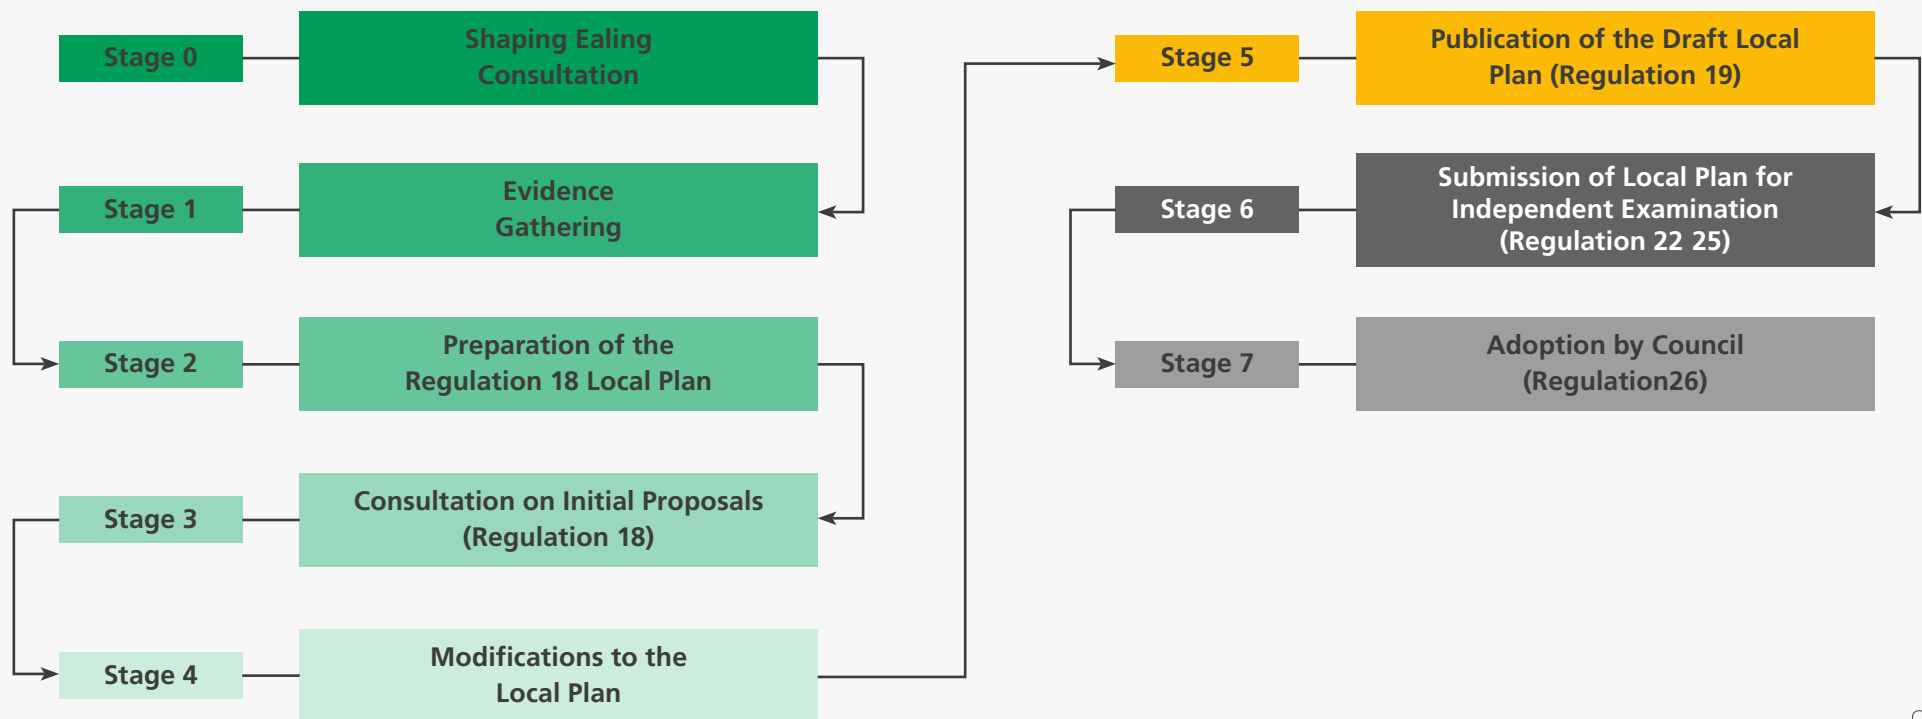 Stage 0
Shaping Ealing
Consultation
Stage 1
Evidence
Gathering
Stage 2
Preparation of the
Regulation 18 Local Plan
Stage 3
Consultation on Initial Proposals
(Regulation 18)
Stage 4
Modifications to the
Local Plan
Stage 5
Publication of the Draft Local
Plan (Regulation 19)
Stage 6
Submission of Local Plan for
Independent Examination
(Regulation 22 25)
Stage 7
Adoption by Council
(Regulation26)